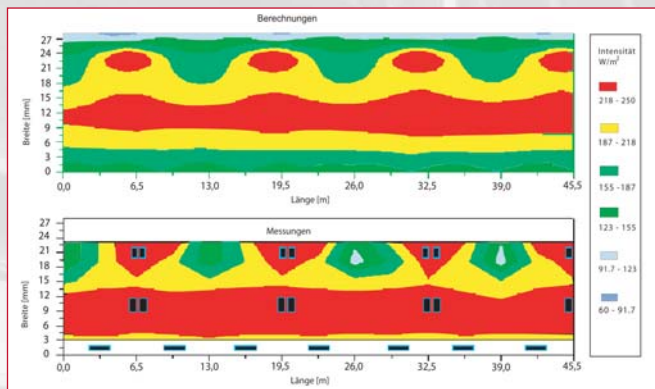 Berechnungen
27
24
21
18
15
12
9
6
3
0
Breite [mm]
0,0 6,5 13,0 19,5 26,0 32,5 39,0 45,5
Länge [m]
Messungen
27
24
21
18
15
12
9
6
3
0
Breite [mm]
0,0 6,5 13,0 19,5 26,0 32,5 39,0 45,5
Länge [m]
Intensität
W/m²
218 - 250
187 - 218
155 - 187
123 - 155
91.7 - 123
60 - 91.7